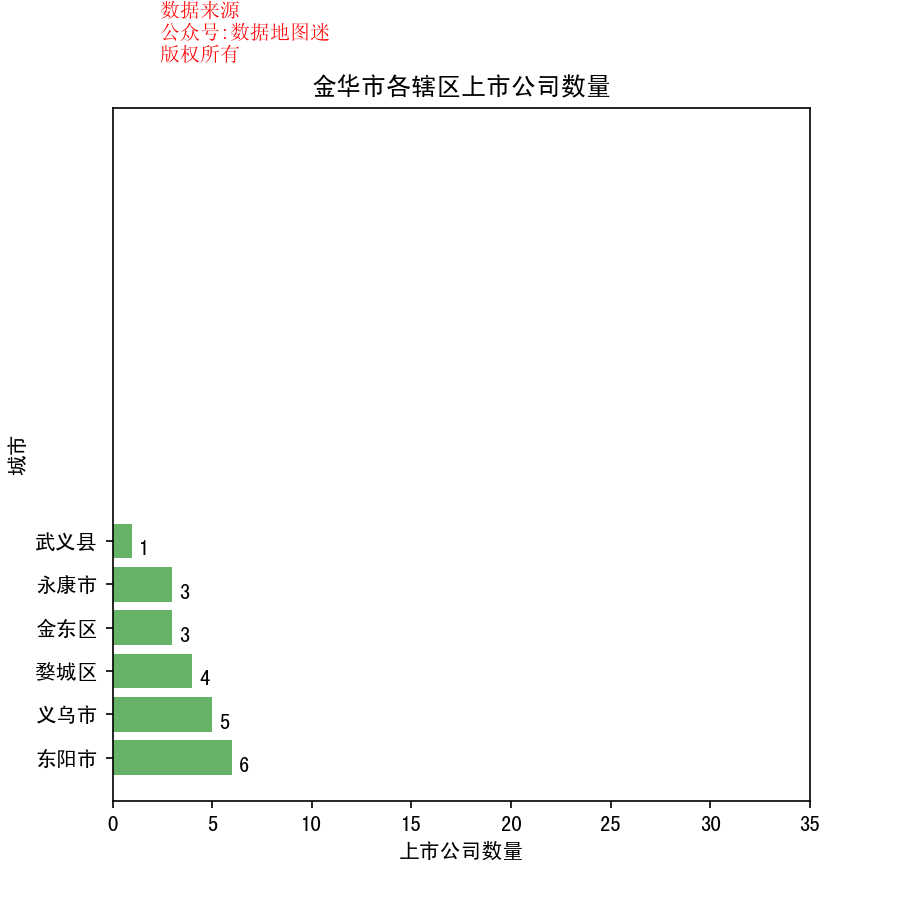 数据来源
公众号:数据地图迷
版权所有
金华市各辖区上市公司数量
城市
武义县 1
永康市 3
金东区 3
婺城区 4
义乌市 5
东阳市 6
0 5 10 15 20 25 30 35
上市公司数量